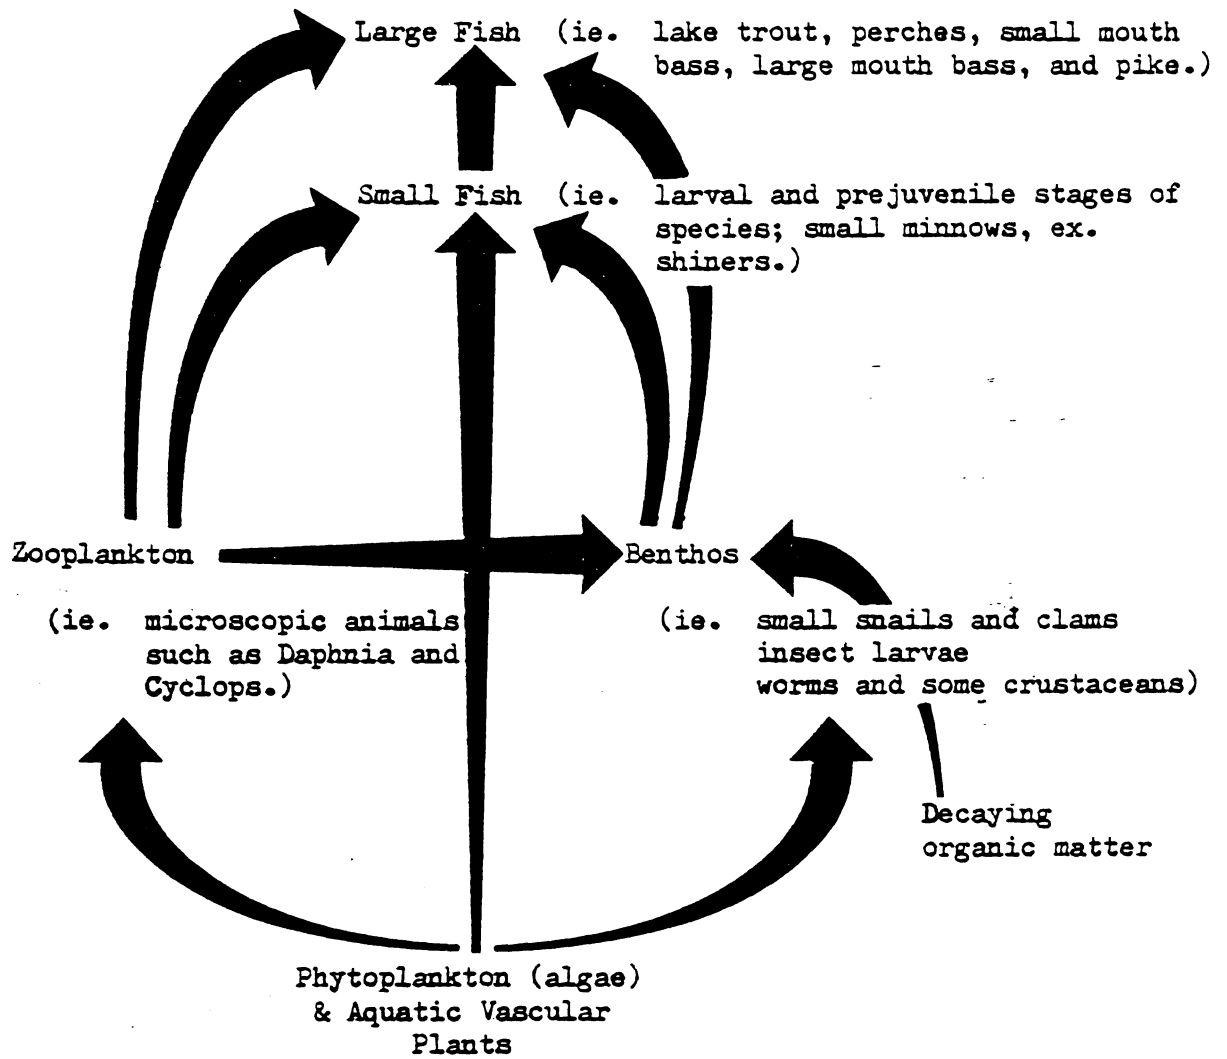 Large Fish (ie. lake trout, perches, small mouth
bass, large mouth bass, and pike.)
Small Fish (ie. larval and prejuvenile stages of
species; small minnows, ex.
shiners.)
Zooplankton
Benthos
(ie. microscopic animals
such as Daphnia and
Cyclops.)
(ie. small snails and clams
insect larvae
worms and some crustaceans)
Decaying
organic matter
Phytoplankton (algae)
& Aquatic Vascular
Plants